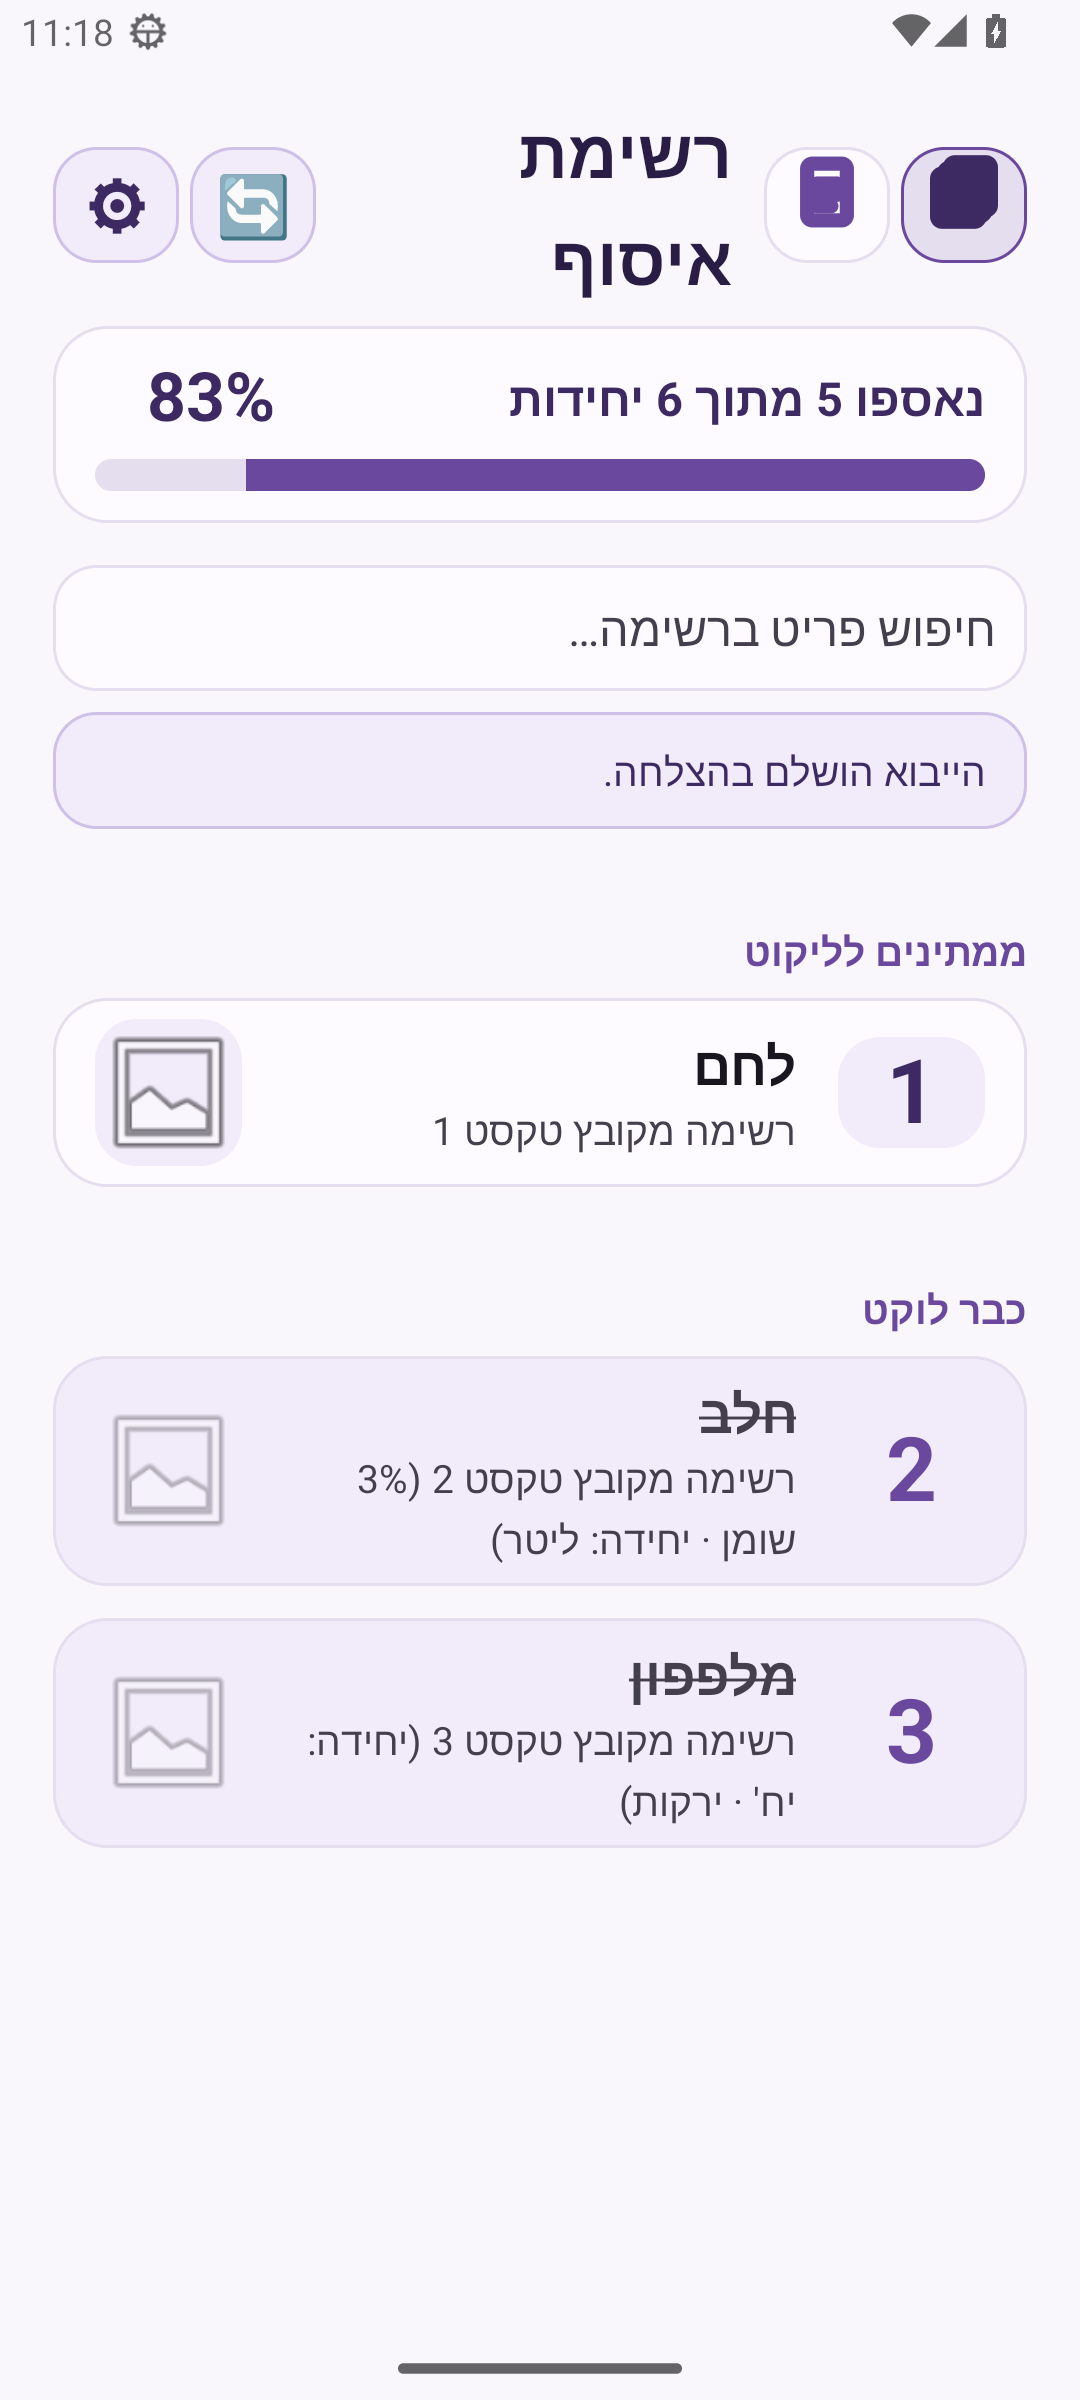 11:18
רשימת
איסוף
נאספו 5 מתוך 6 יחידות
83%
חיפוש פריט ברשימה...
הייבוא הושלם בהצלחה.
ממתינים לליקוט
1
לחם
רשימה מקובץ טקסט 1
כבר לוקט
2
חלב
רשימה מקובץ טקסט 2 (3%
שומן · יחידה: ליטר)
3
מלפפון
רשימה מקובץ טקסט 3 (יחידה:
יח' · ירקות)